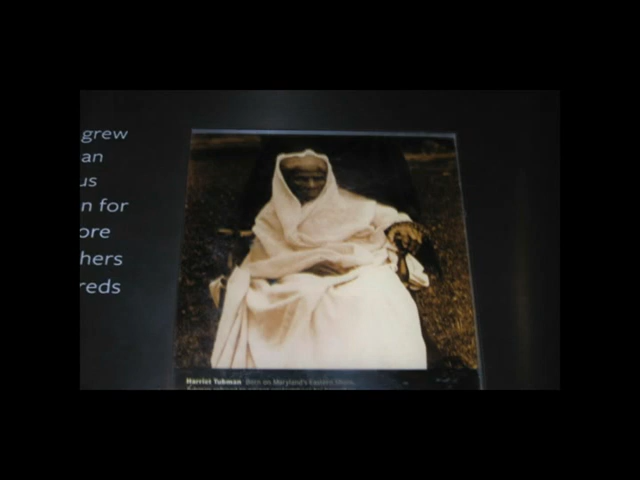 grew
an
us
n for
ore
hers
reds
Harriet Tubman Born on Maryland's Eastern Shore,